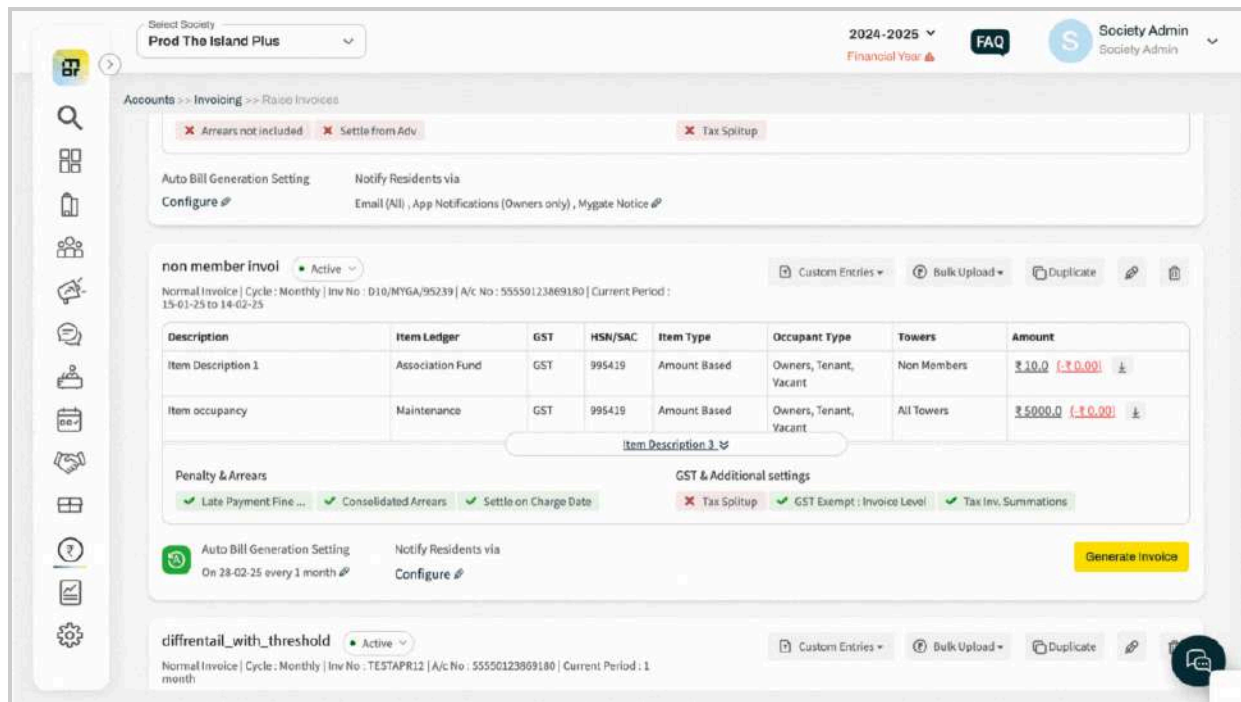 Select Society
Prod The Island Plus
2024-2025
Financial Year
FAQ
S
Society Admin
Society Admin
Accounts >> Invoicing >> Raise Invoices
Arrears not included
Settle from Adv
Tax Splitup
Auto Bill Generation Setting
Notify Residents via
Configure
Email (All) , App Notifications (Owners only) , Mygate Notice
non member invoi
Active
Custom Entries
Bulk Upload
Duplicate
Normal Invoice | Cycle : Monthly | Inv No : D10/MYGA/95239 | A/c No : 55550123869180 | Current Period :
15-01-25 to 14-02-25
Description Item Ledger GST HSN/SAC Item Type Occupant Type Towers Amount
Item Description 1 Association Fund GST 995419 Amount Based Owners, Tenant, Non Members ₹ 10.0 (-₹ 0.00)
Vacant
Item occupancy Maintenance GST 995419 Amount Based Owners, Tenant, All Towers ₹ 5000.0 (-₹ 0.00)
Vacant
Item Description 3
Penalty & Arrears
GST & Additional settings
Late Payment Fine ...
Consolidated Arrears
Settle on Charge Date
Tax Splitup
GST Exempt : Invoice Level
Tax Inv. Summations
Auto Bill Generation Setting
Notify Residents via
On 28-02-25 every 1 month
Configure
Generate Invoice
diffrentail_with_threshold
Active
Custom Entries
Bulk Upload
Duplicate
Normal Invoice | Cycle : Monthly | Inv No : TESTAPR12 | A/c No : 55550123869180 | Current Period : 1
month